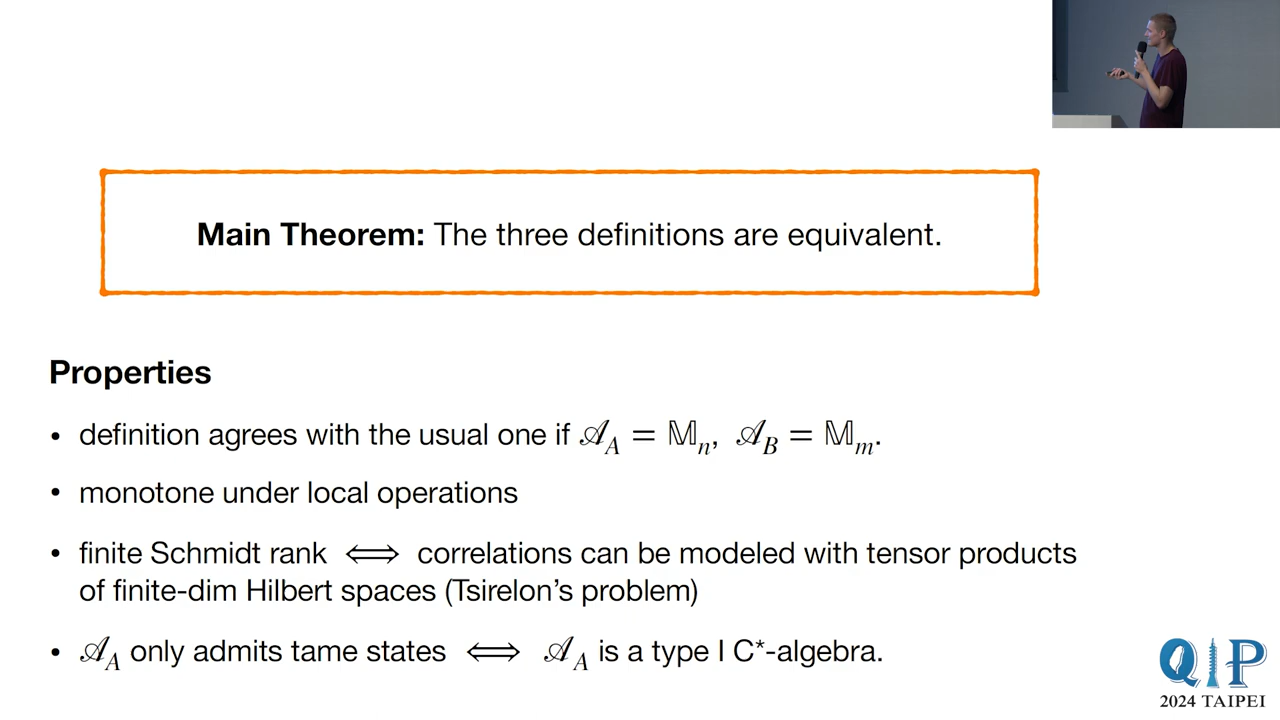 Main Theorem: The three definitions are equivalent.
Properties
• definition agrees with the usual one if 𝒜_A = 𝕄_n, 𝒜_B = 𝕄_m.
• monotone under local operations
• finite Schmidt rank ⟺ correlations can be modeled with tensor products
of finite-dim Hilbert spaces (Tsirelon's problem)
• 𝒜_A only admits tame states ⟺ 𝒜_A is a type I C*-algebra.
QIP
2024 TAIPEI